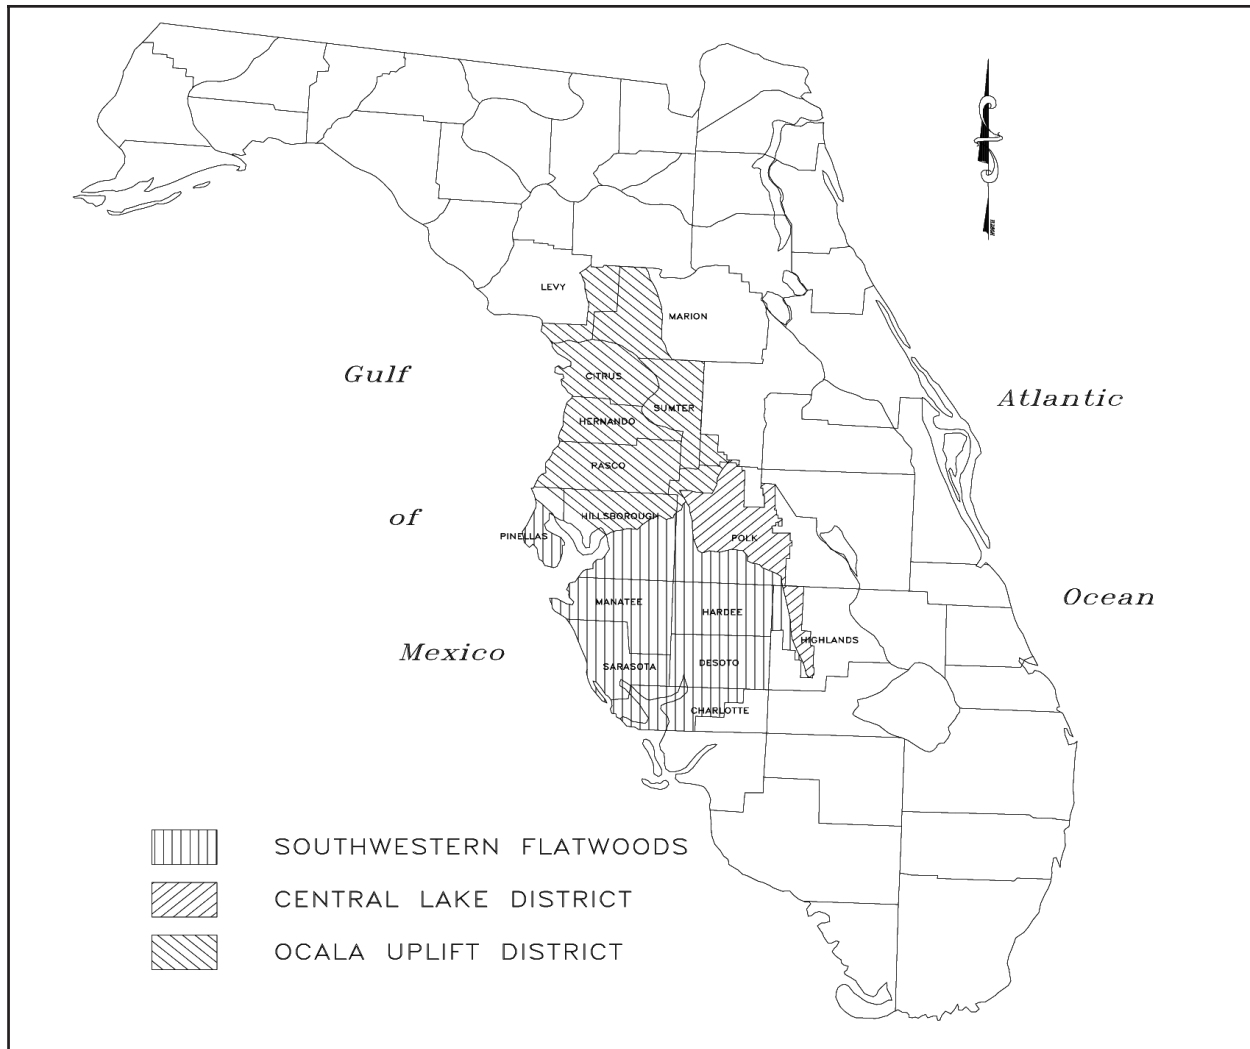 LEVY
MARION
Gulf
CITRUS
Atlantic
SUMTER
HERNANDO
PASCO
of
HILLSBOROUGH
PINELLAS
POLK
Ocean
MANATEE
HARDEE
HIGHLANDS
Mexico
SARASOTA
DESOTO
CHARLOTTE
SOUTHWESTERN FLATWOODS
CENTRAL LAKE DISTRICT
OCALA UPLIFT DISTRICT